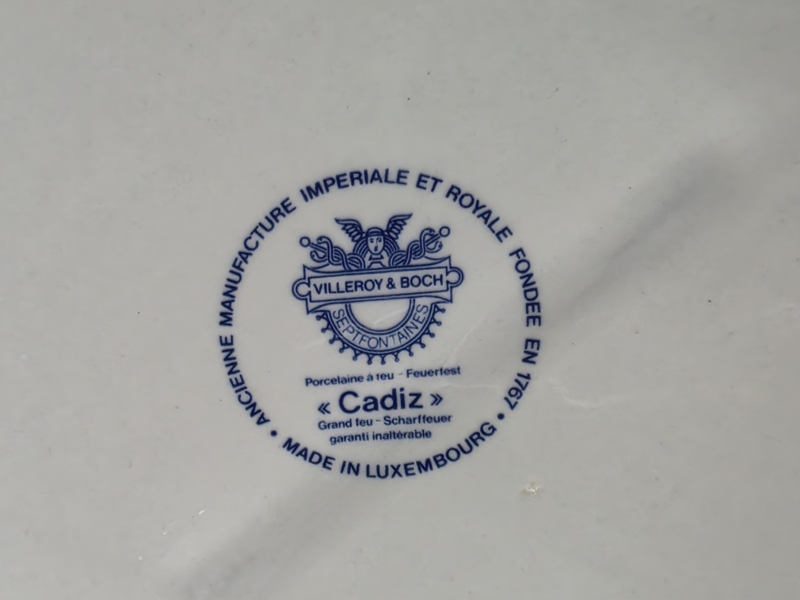 ANCIENNE MANUFACTURE IMPERIALE ET ROYALE FONDEE EN 1767
VILLEROY & BOCH
SEPTFONTAINES
Porcelaine à feu - Feuerfest
« Cadiz »
Grand feu - Scharffeuer
garanti inaltérable
• MADE IN LUXEMBOURG •